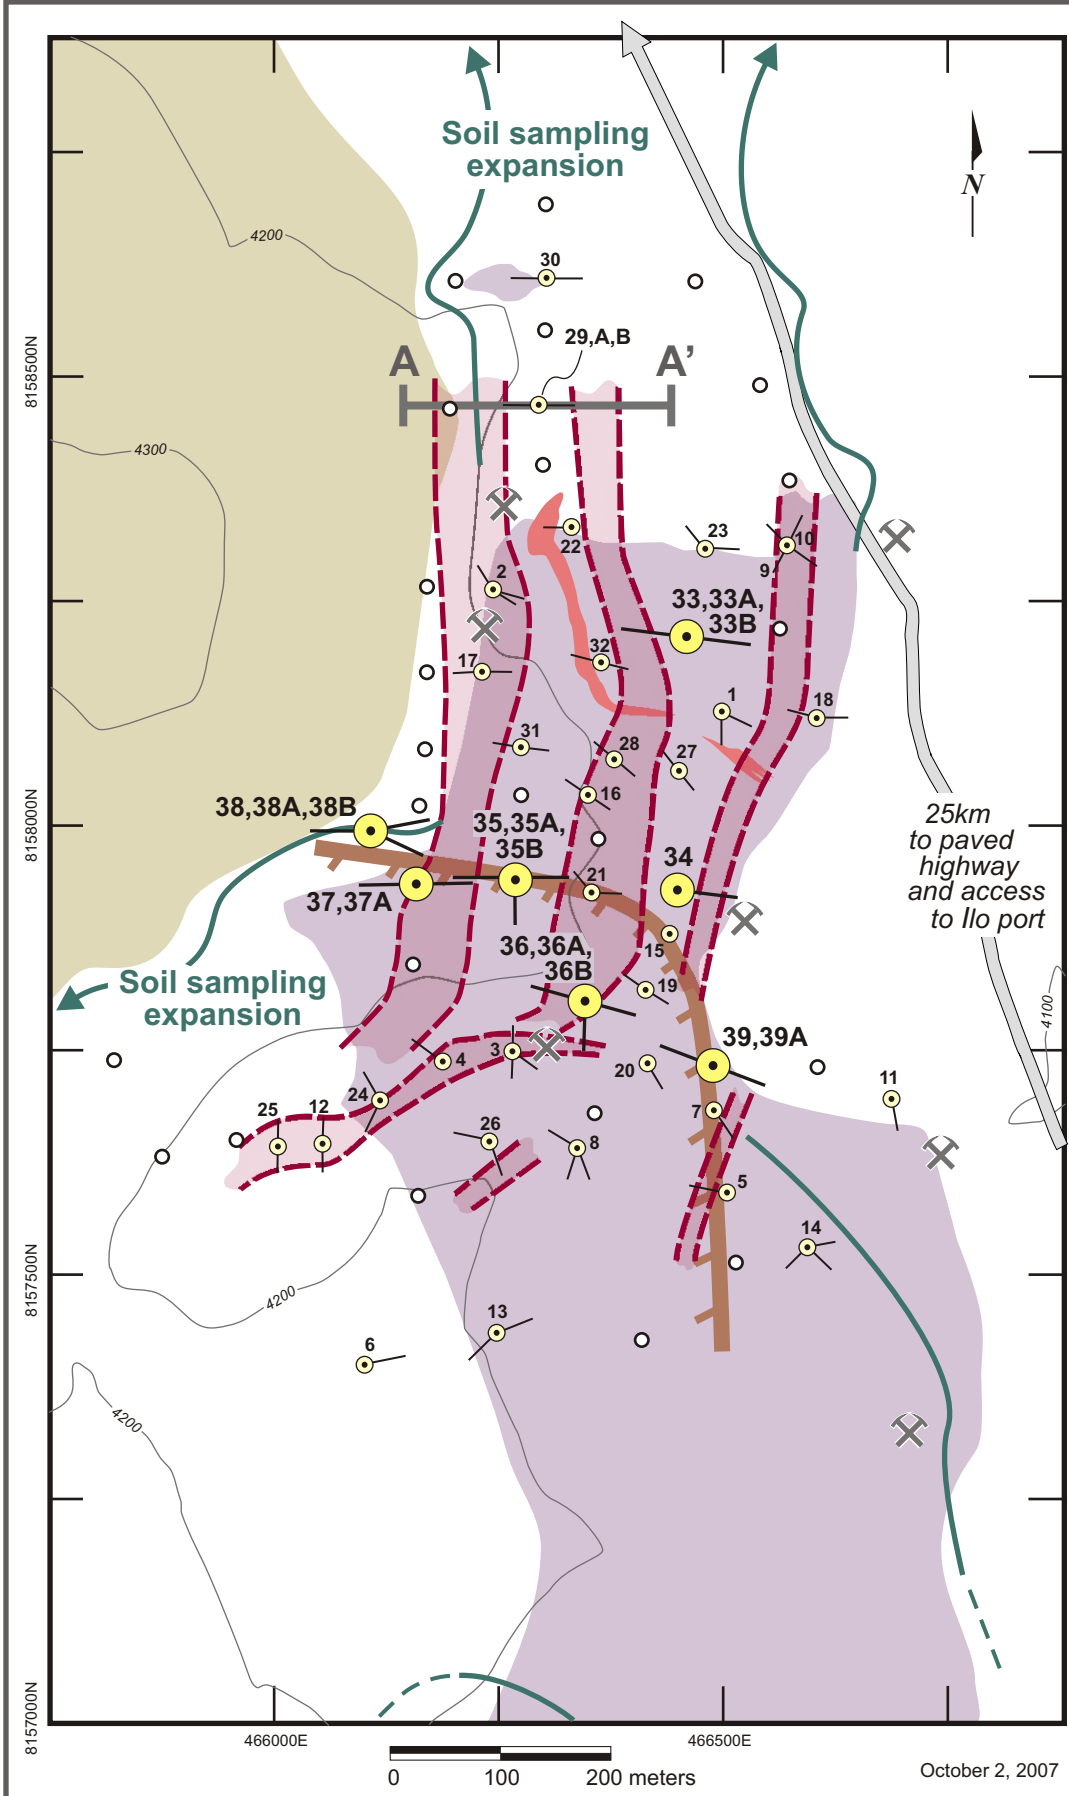 Soil sampling
expansion
N
4200
30
29,A,B
A
A’
8158500N
4300
22
23
10
9
2
33,33A,
33B
32
17
1
18
31
28
27
16
38,38A,38B
35,35A,
35B
8158000N
25km
to paved
highway
and access
to Ilo port
34
21
37,37A
36,36A,
36B
15
19
Soil sampling
expansion
4100
39,39A
3
4
20
24
11
25
12
7
26
8
5
14
8157500N
4200
13
6
4200
8157000N
466000E
466500E
0
100
200 meters
October 2, 2007